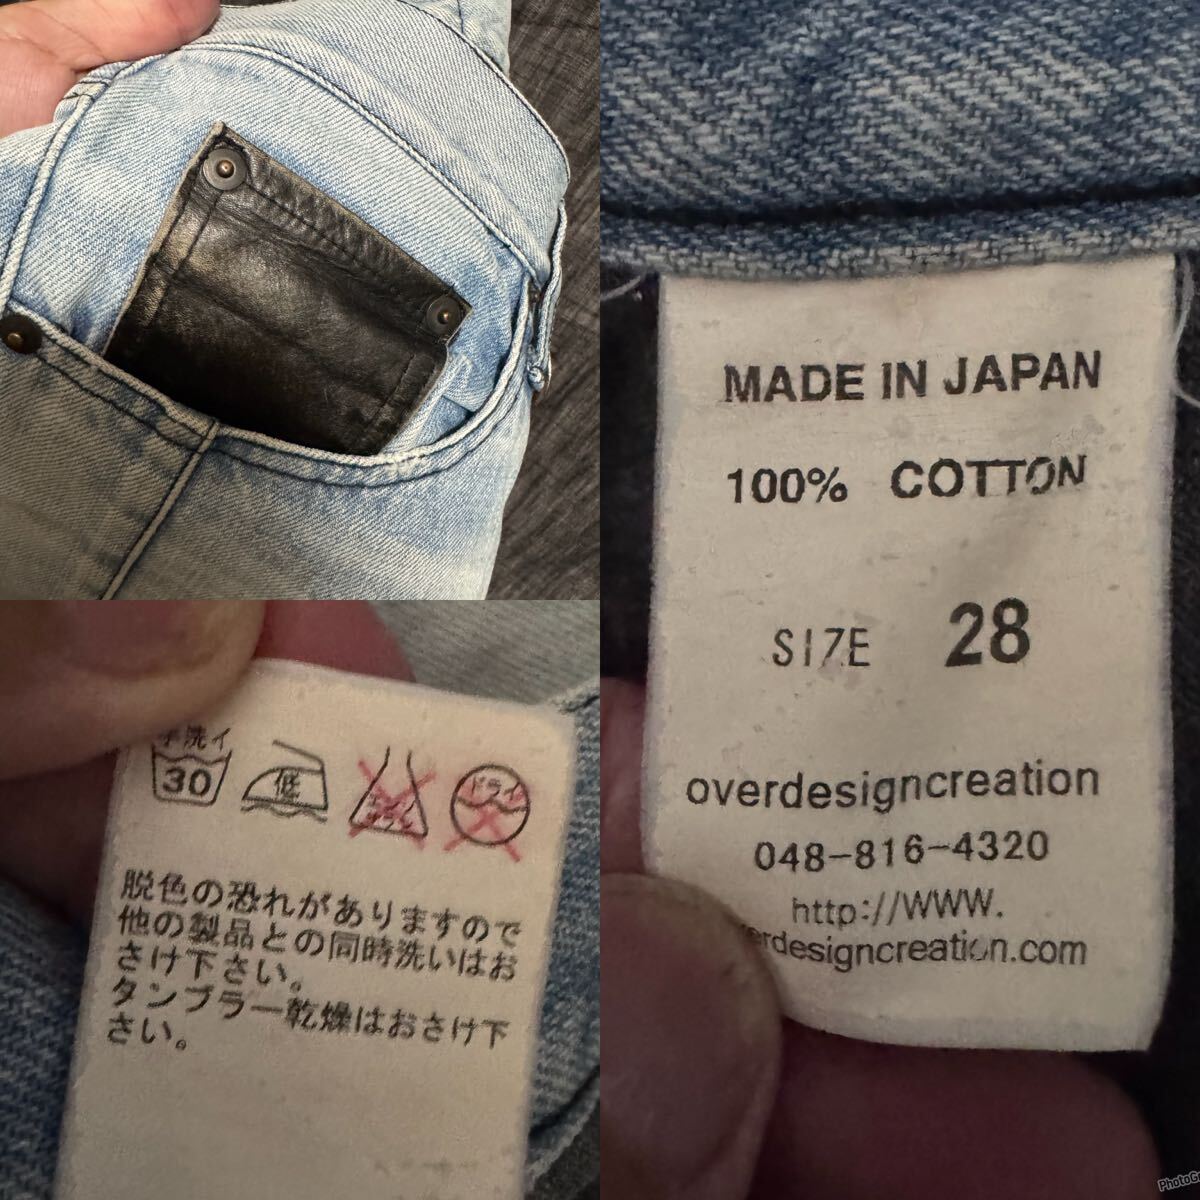 MADE IN JAPAN
100% COTTON
SIZE 28
overdesigncreation
048-816-4320
http://WWW.
erdesigncreation.com
手洗イ
30
低
ドライ
脱色の恐れがありますので
他の製品との同時洗いはお
さけ下さい。
タンブラー乾燥はおさけ下
さい。